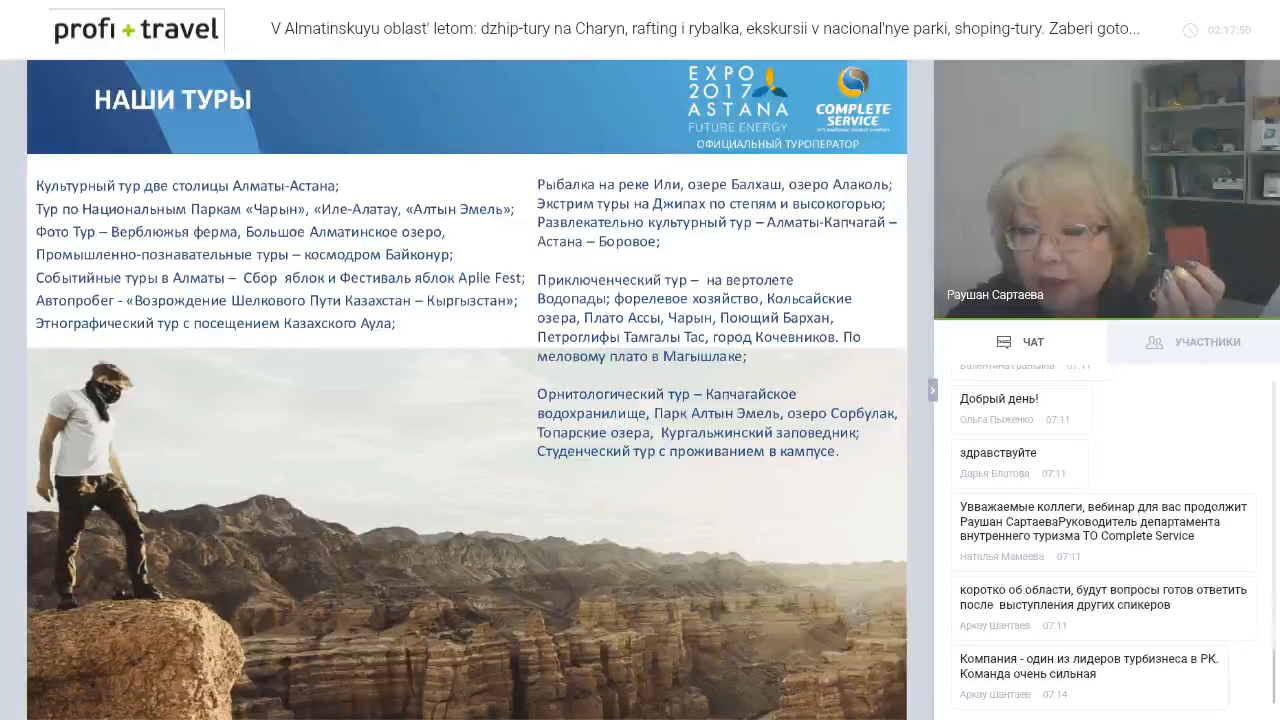 profi + travel
V Almatinskuyu oblast' letom: dzhip-tury na Charyn, rafting i rybalka, ekskursii v nacional'nye parki, shoping-tury. Zaberi goto...
02:17:50
НАШИ ТУРЫ
EXPO
2017
ASTANA
FUTURE ENERGY
COMPLETE
SERVICE
ОФИЦИАЛЬНЫЙ ТУРОПЕРАТОР
Культурный тур две столицы Алматы-Астана;
Тур по Национальным Паркам «Чарын», «Иле-Алатау, «Алтын Эмель»;
Фото Тур – Верблюжья ферма, Большое Алматинское озеро,
Промышленно-познавательные туры – космодром Байконур;
Событийные туры в Алматы – Сбор яблок и Фестиваль яблок Aplle Fest;
Автопробег - «Возрождение Шелкового Пути Казахстан – Кыргызстан»;
Этнографический тур с посещением Казахского Аула;
Рыбалка на реке Или, озере Балхаш, озеро Алаколь;
Экстрим туры на Джипах по степям и высокогорью;
Развлекательно культурный тур – Алматы-Капчагай –
Астана – Боровое;
Приключенческий тур – на вертолете
Водопады; форелевое хозяйство, Кольсайские
озера, Плато Ассы, Чарын, Поющий Бархан,
Петроглифы Тамгалы Тас, город Кочевников. По
меловому плато в Магышлаке;
Орнитологический тур – Капчагайское
водохранилище, Парк Алтын Эмель, озеро Сорбулак,
Топарские озера, Кургальжинский заповедник;
Студенческий тур с проживанием в кампусе.
Раушан Сартаева
ЧАТ
УЧАСТНИКИ
Валентина Гралкина 07:11
Добрый день!
Ольга Пыженко 07:11
здравствуйте
Дарья Блатова 07:11
Увважаемые коллеги, вебинар для вас продолжит
Раушан СартаеваРуководитель департамента
внутреннего туризма ТО Complete Service
Наталья Мамаева 07:11
коротко об области, будут вопросы готов ответить
после выступления других спикеров
Аркау Шантаев 07:11
Компания - один из лидеров турбизнеса в РК.
Команда очень сильная
Аркау Шантаев 07:14